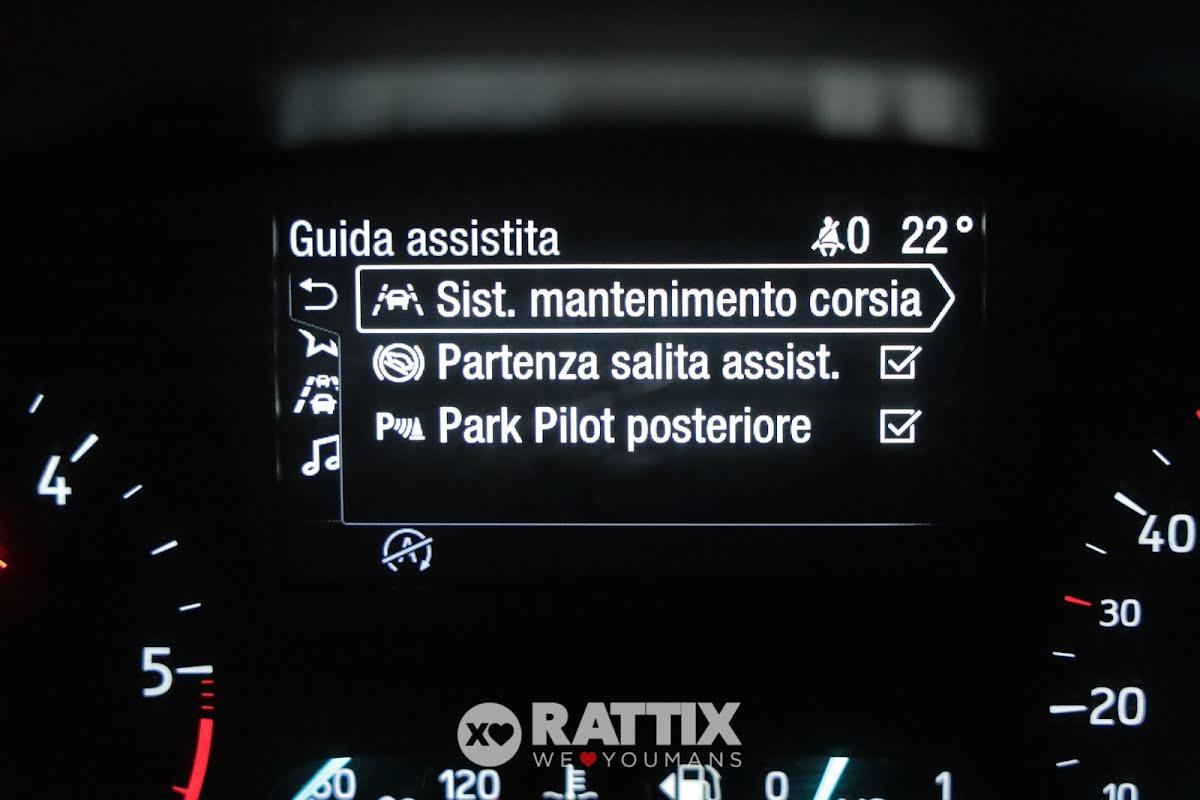 Guida assistita 0 22°
Sist. mantenimento corsia
Partenza salita assist.
P Park Pilot posteriore
A
4
5
40
30
20
10
RATTIX
WE YOUMANS
60 120 0 1